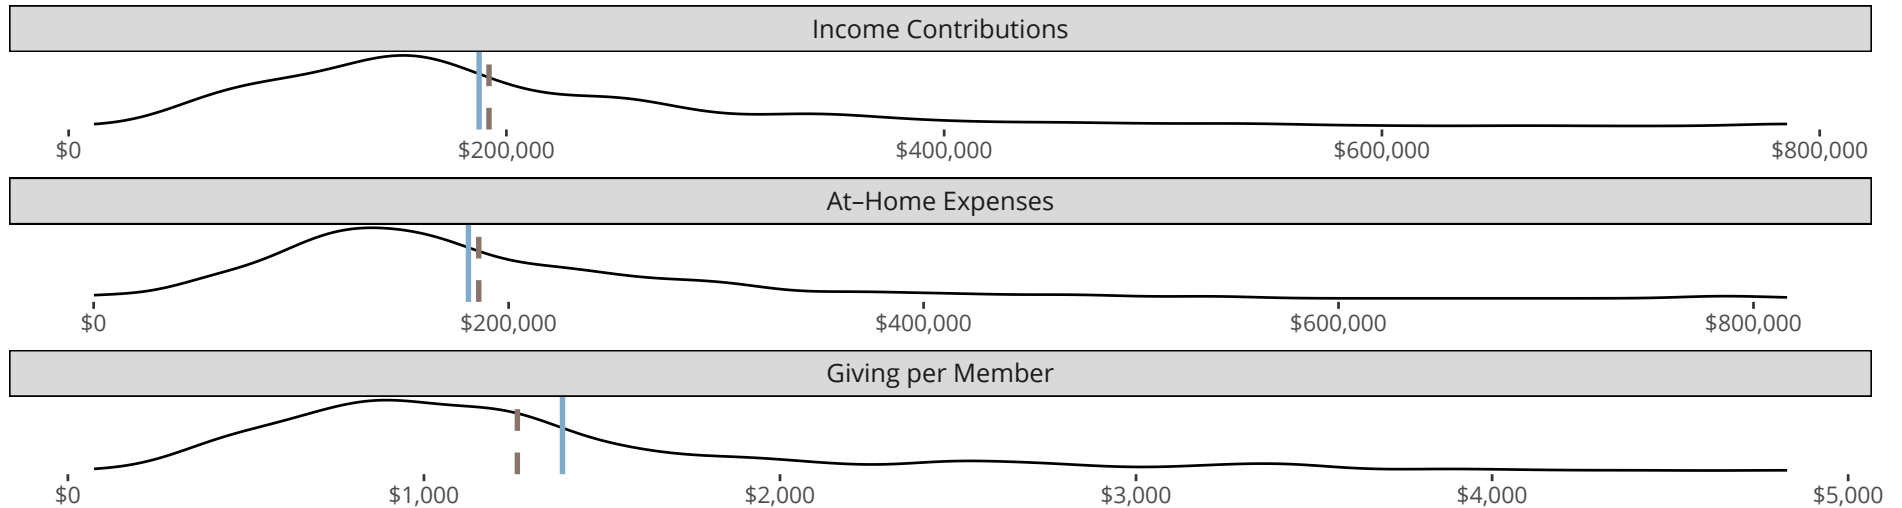 Income Contributions
$0 $200,000 $400,000 $600,000 $800,000
At–Home Expenses
$0 $200,000 $400,000 $600,000 $800,000
Giving per Member
$0 $1,000 $2,000 $3,000 $4,000 $5,000